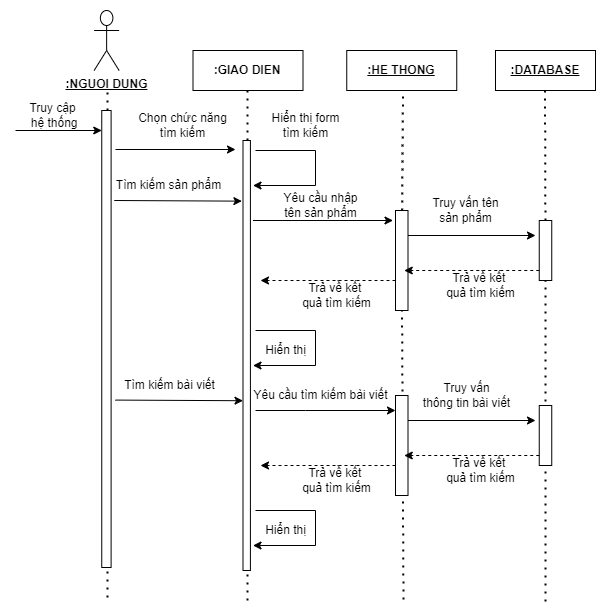 :NGUOI DUNG
:GIAO DIEN
:HE THONG
:DATABASE
Truy cập
hệ thống
Chọn chức năng
tìm kiếm
Hiển thị form
tìm kiếm
Tìm kiếm sản phẩm
Yêu cầu nhập
tên sản phẩm
Truy vấn tên
sản phẩm
Trả về kết
quả tìm kiếm
Trả về kết
quả tìm kiếm
Hiển thị
Tìm kiếm bài viết
Yêu cầu tìm kiếm bài viết
Truy vấn
thông tin bài viết
Trả về kết
quả tìm kiếm
Trả về kết
quả tìm kiếm
Hiển thị